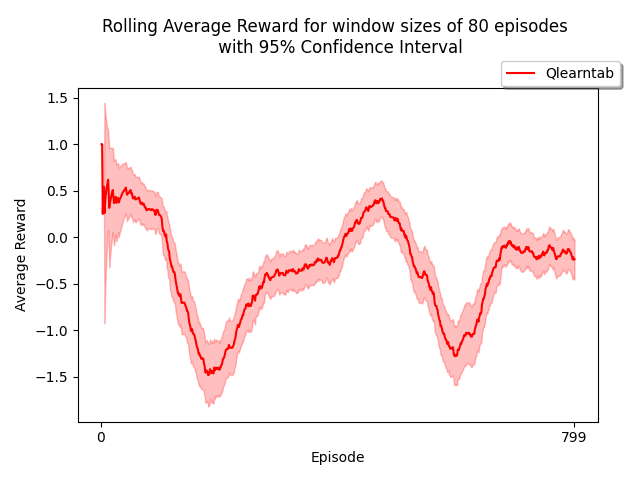 Rolling Average Reward for window sizes of 80 episodes
with 95% Confidence Interval
Qlearntab
1.5
1.0
0.5
0.0
−0.5
−1.0
−1.5
Average Reward
0
799
Episode